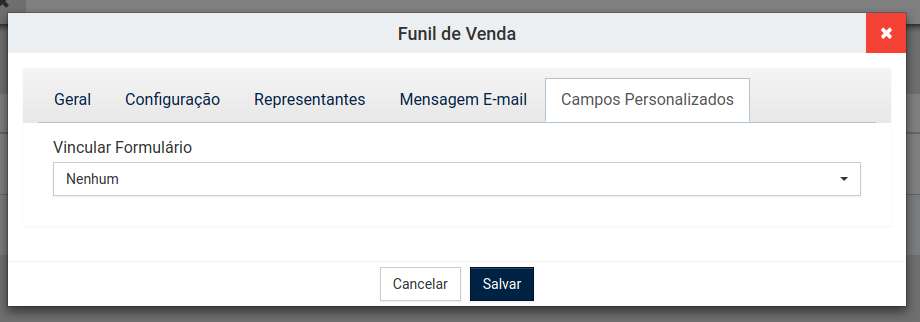 Funil de Venda
Geral Configuração Representantes Mensagem E-mail Campos Personalizados
Vincular Formulário
Nenhum
Cancelar Salvar